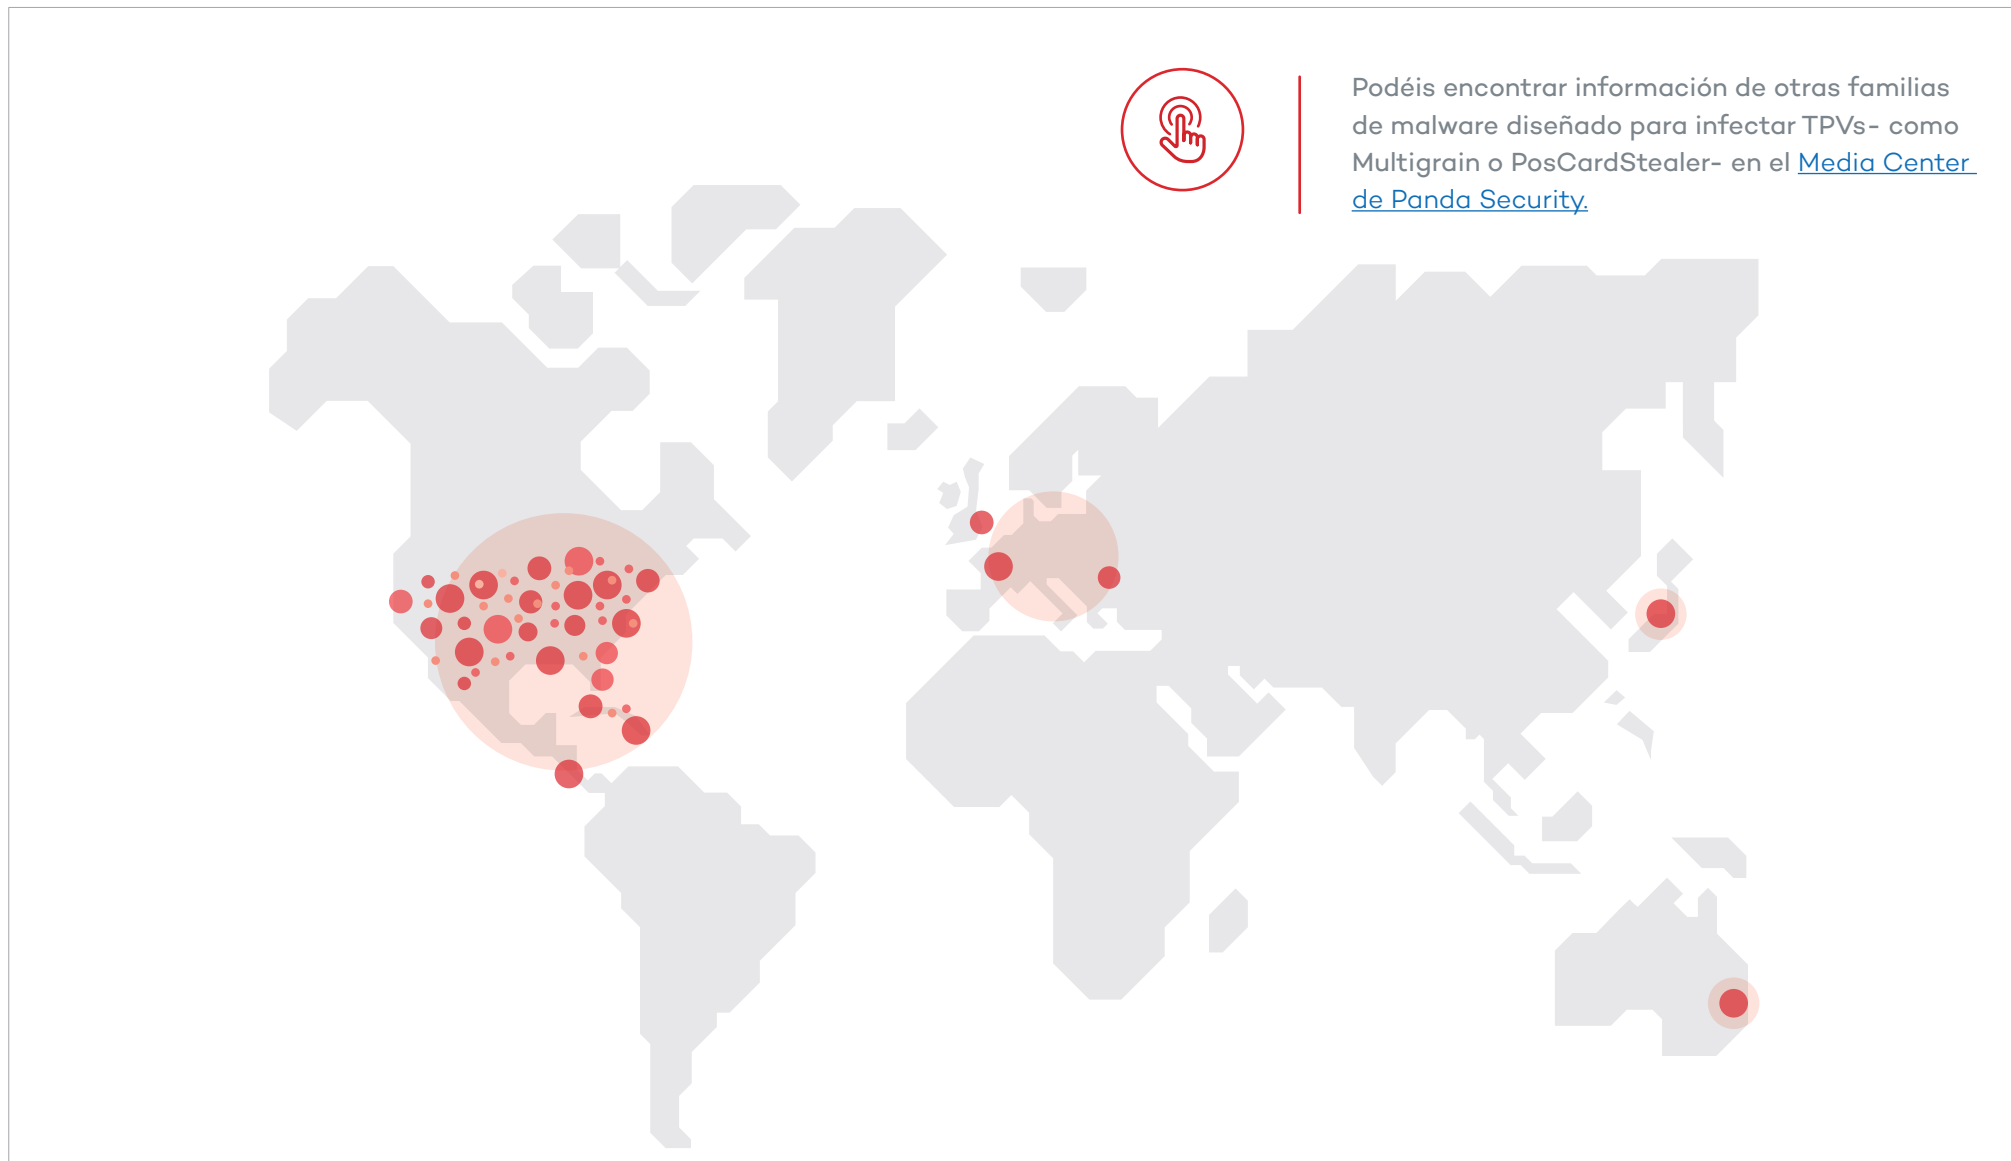 Podéis encontrar información de otras familias
de malware diseñado para infectar TPVs- como
Multigrain o PosCardStealer- en el Media Center
de Panda Security.